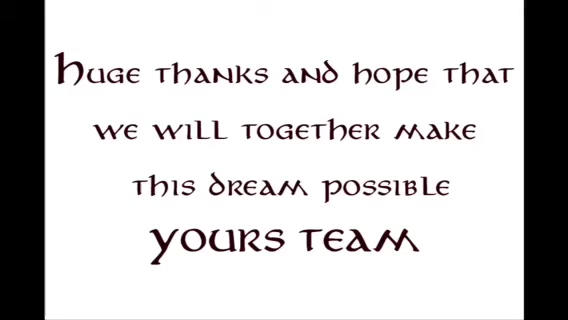 Huge thanks and hope that
we will together make
this dream possible
yours team